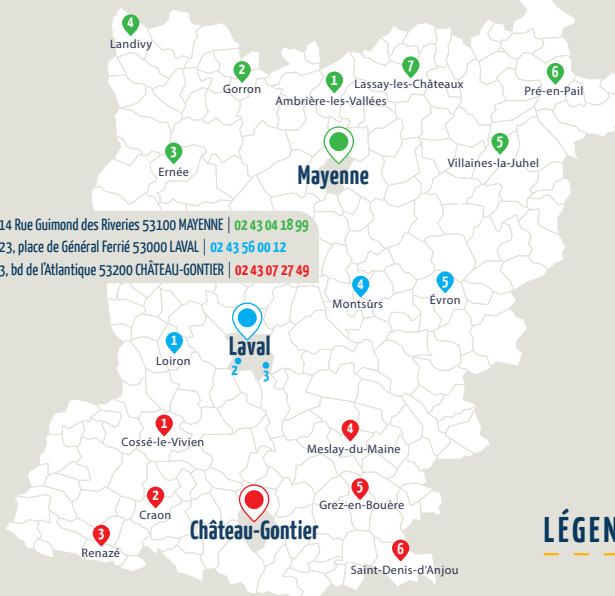 4
Landivy
2
Gorron
1
Ambrière-les-Vallées
7
Lassay-les-Châteaux
6
Pré-en-Pail
3
Ernée
Mayenne
5
Villaines-la-Juhel
14 Rue Guimond des Riveries 53100 MAYENNE | 02 43 04 18 99
23, place de Général Ferrié 53000 LAVAL | 02 43 56 00 12
3, bd de l'Atlantique 53200 CHÂTEAU-GONTIER | 02 43 07 27 49
4
Montsûrs
5
Évron
1
Loiron
Laval
2
3
1
Cossé-le-Vivien
4
Meslay-du-Maine
2
Craon
Château-Gontier
5
Grez-en-Bouère
3
Renazé
6
Saint-Denis-d'Anjou
LÉGEN